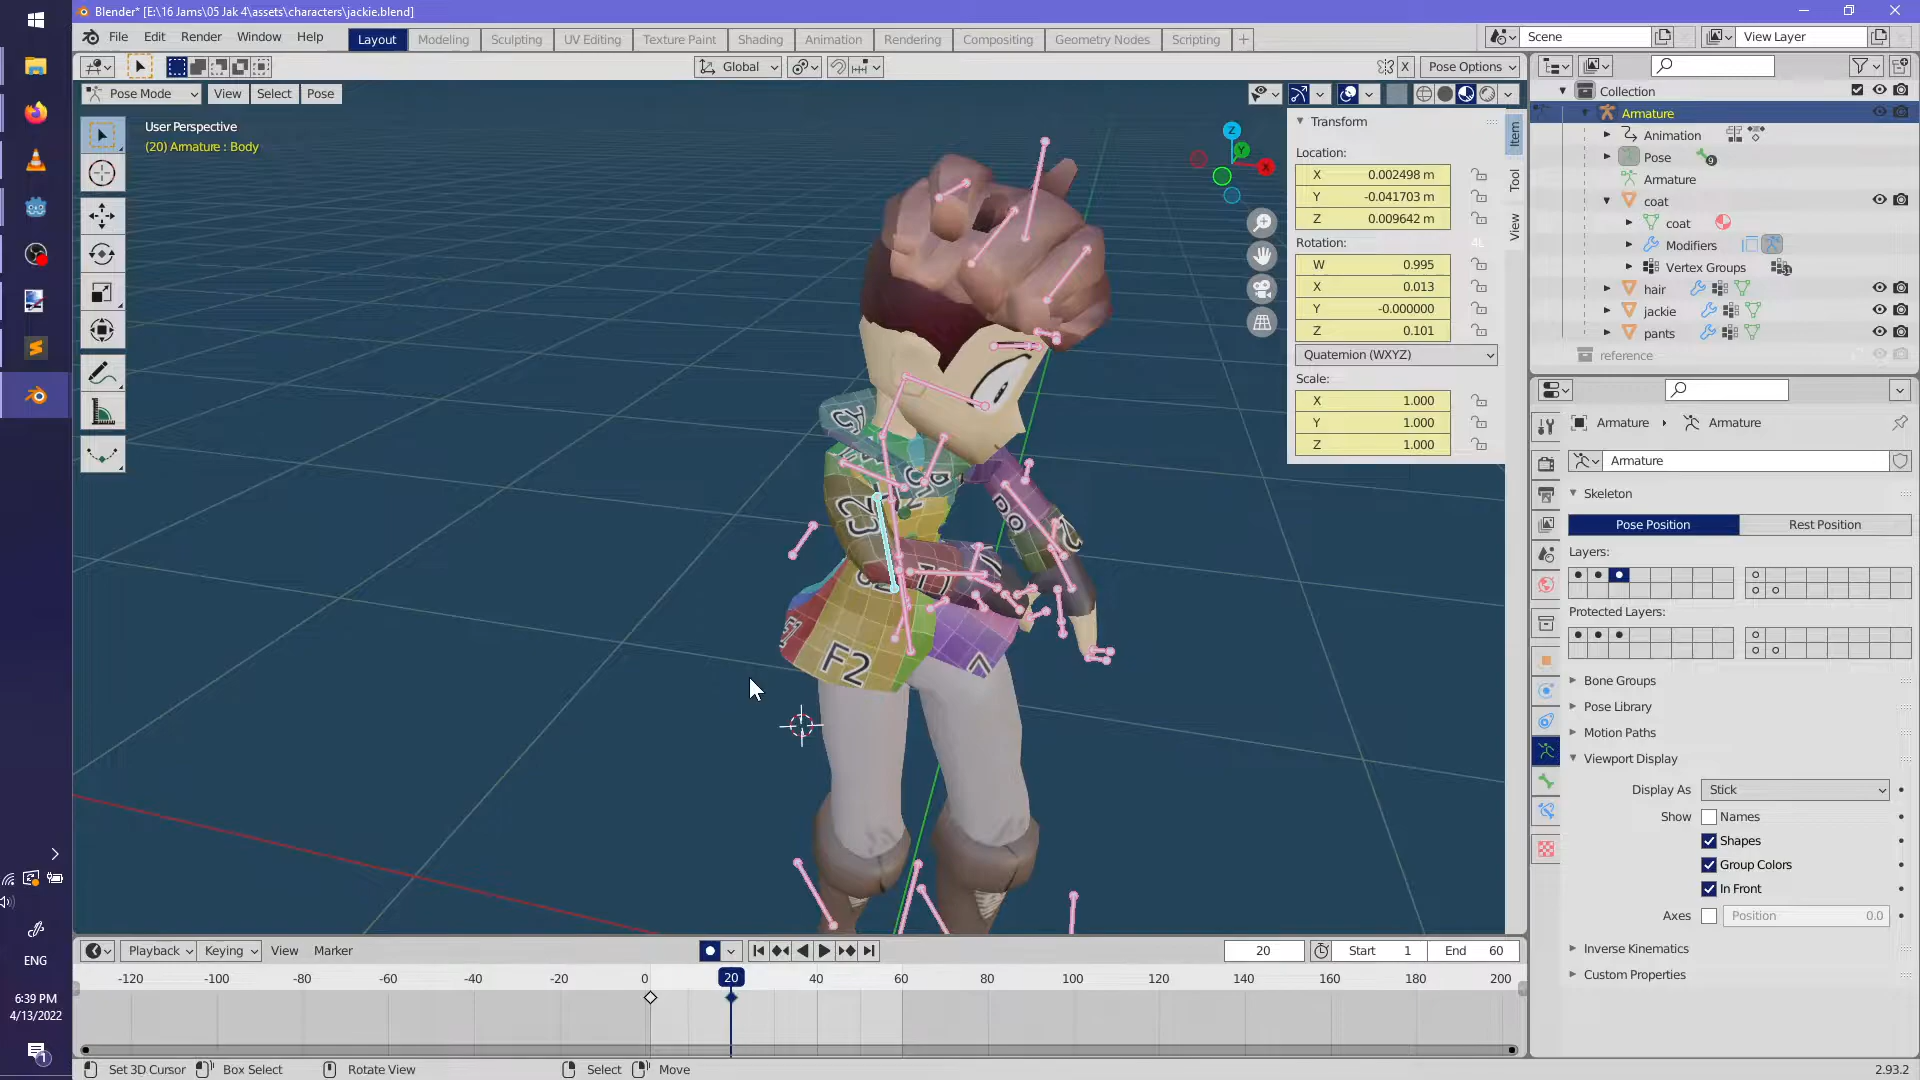 Blender* [E:\16 Jams\05 Jak 4\assets\characters\jackie.blend]
File Edit Render Window Help
Layout Modeling Sculpting UV Editing Texture Paint Shading Animation Rendering Compositing Geometry Nodes Scripting
Scene
View Layer
Global
X
Pose Options
Pose Mode View Select Pose
User Perspective
(20) Armature : Body
Z
Y
X
Transform
Location:
X 0.002498 m
Y -0.041703 m
Z 0.009642 m
Rotation: 4L
W 0.995
X 0.013
Y -0.000000
Z 0.101
Quaternion (WXYZ)
Scale:
X 1.000
Y 1.000
Z 1.000
Item
Tool
View
F2
Collection
Armature
Animation
Pose
9
Armature
coat
coat
Modifiers
Vertex Groups
hair
jackie
pants
reference
Armature Armature
Armature
Skeleton
Pose Position Rest Position
Layers:
Protected Layers:
Bone Groups
Pose Library
Motion Paths
Viewport Display
Display As Stick
Show Names
Shapes
Group Colors
In Front
Axes Position 0.0
Inverse Kinematics
Custom Properties
Playback Keying View Marker
20 Start 1 End 60
-120 -100 -80 -60 -40 -20 0 20 40 60 80 100 120 140 160 180 200
Set 3D Cursor Box Select Rotate View Select Move
2.93.2
ENG
6:39 PM
4/13/2022
1